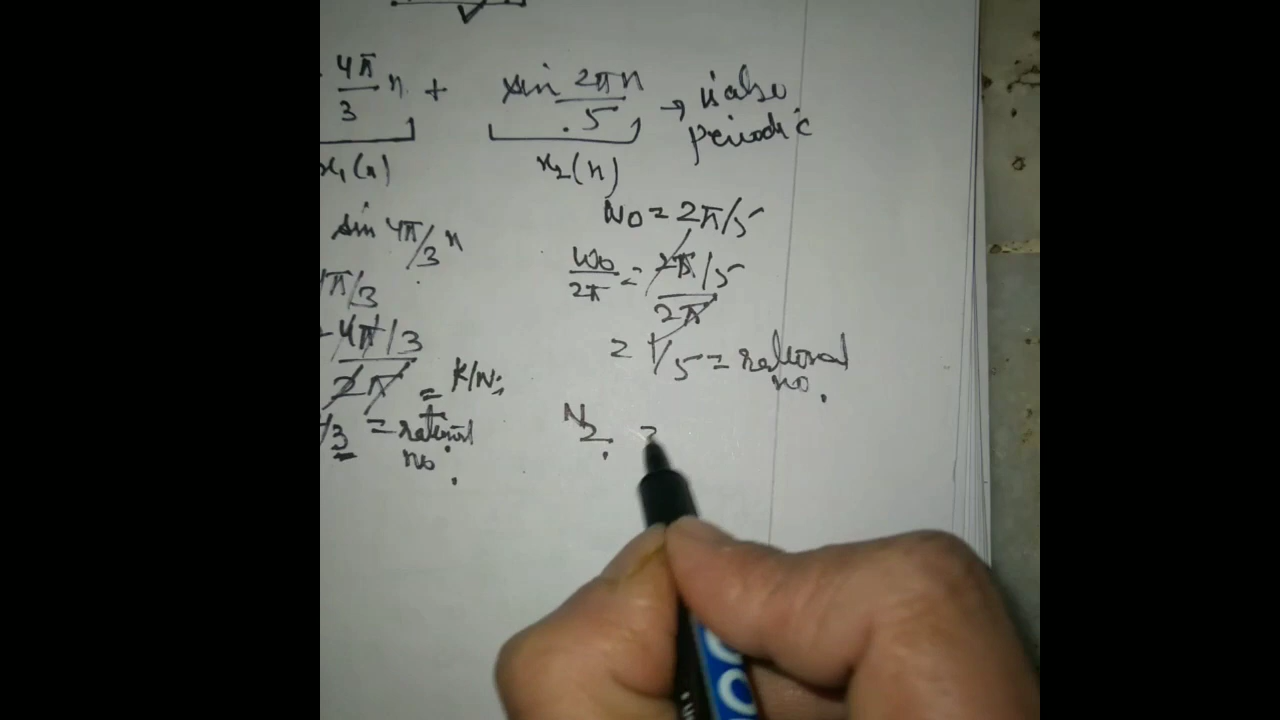 4π/3 n + sin 2πn/5 → is also
periodic
x1(n) x2(n)
sin 4π/3 n
ω0 = 2π/5
π/3
ω0/2π = 2π/5/2π
4π/3/2π = K/N1
= 1/5 = rational
no.
/3 = rational
no.
N2 =